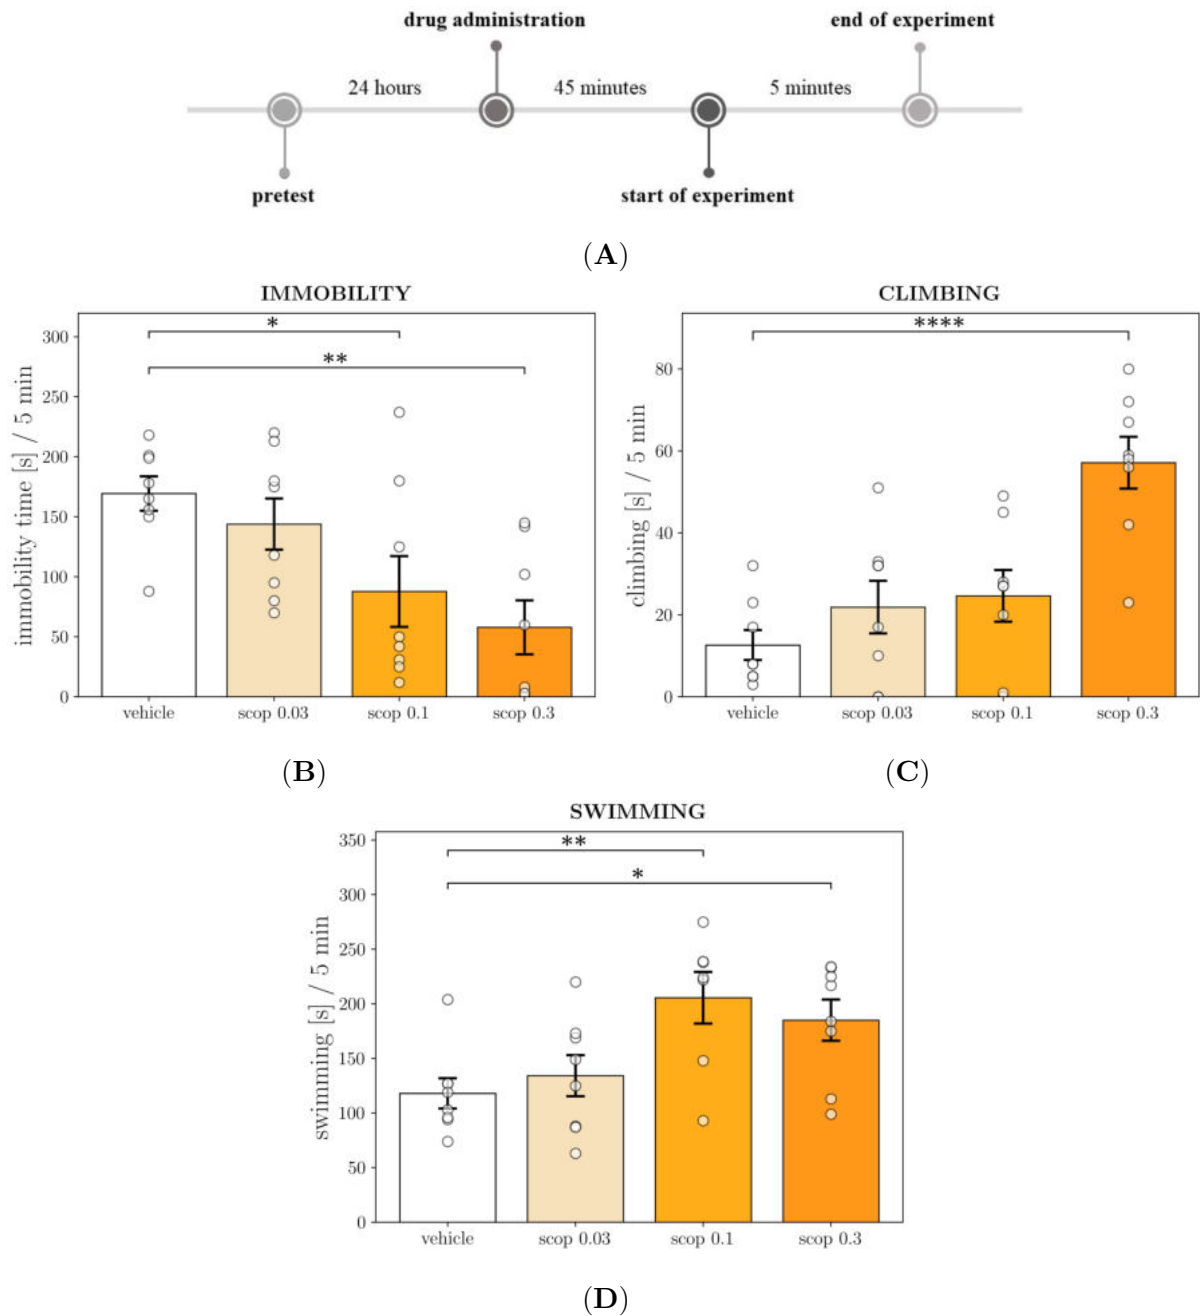 drug administration
end of experiment
24 hours
45 minutes
5 minutes
pretest
start of experiment
(A)
IMMOBILITY
immobility time [s] / 5 min
300
250
200
150
100
50
0
*
**
vehicle
scop 0.03
scop 0.1
scop 0.3
(B)
CLIMBING
climbing [s] / 5 min
80
60
40
20
0
****
vehicle
scop 0.03
scop 0.1
scop 0.3
(C)
SWIMMING
swimming [s] / 5 min
350
300
250
200
150
100
50
0
**
*
vehicle
scop 0.03
scop 0.1
scop 0.3
(D)